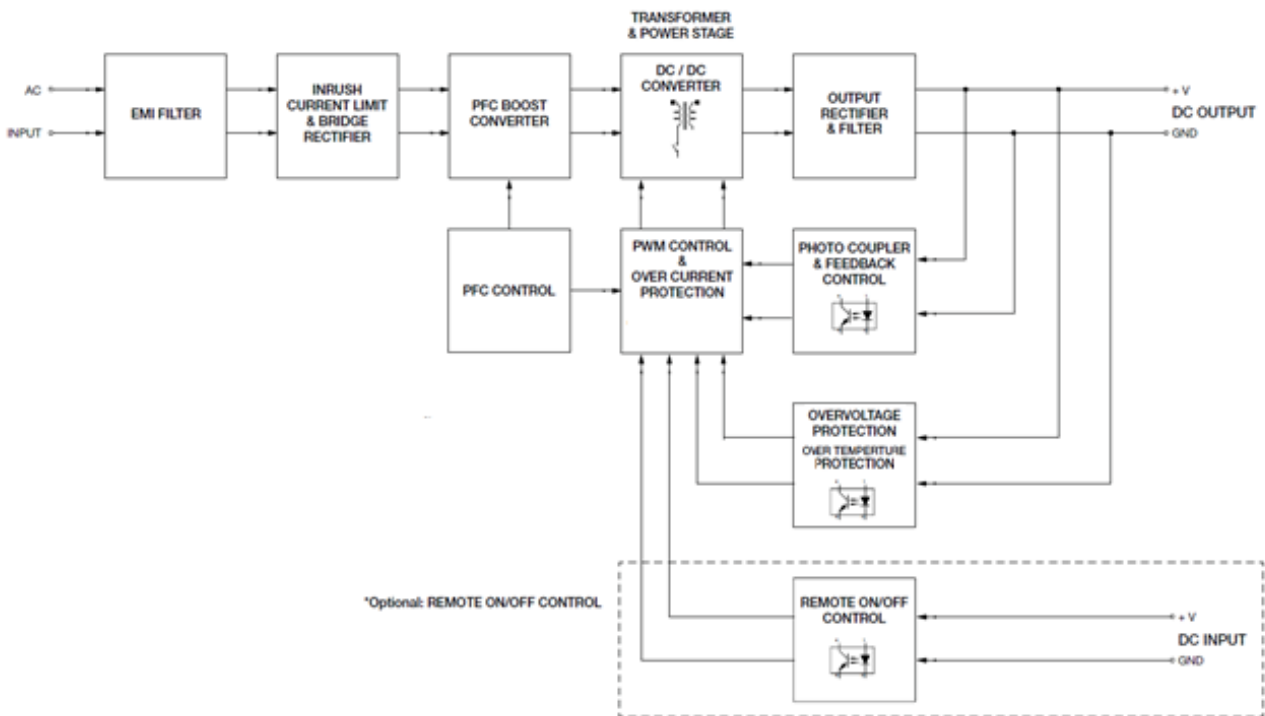 TRANSFORMER
& POWER STAGE
AC
INPUT
EMI FILTER
INRUSH
CURRENT LIMIT
& BRIDGE
RECTIFIER
PFC BOOST
CONVERTER
DC / DC
CONVERTER
OUTPUT
RECTIFIER
& FILTER
+ V
DC OUTPUT
GND
PFC CONTROL
PWM CONTROL
&
OVER CURRENT
PROTECTION
PHOTO COUPLER
& FEEDBACK
CONTROL
OVERVOLTAGE
PROTECTION
OVER TEMPERTURE
PROTECTION
*Optional: REMOTE ON/OFF CONTROL
REMOTE ON/OFF
CONTROL
+ V
DC INPUT
GND